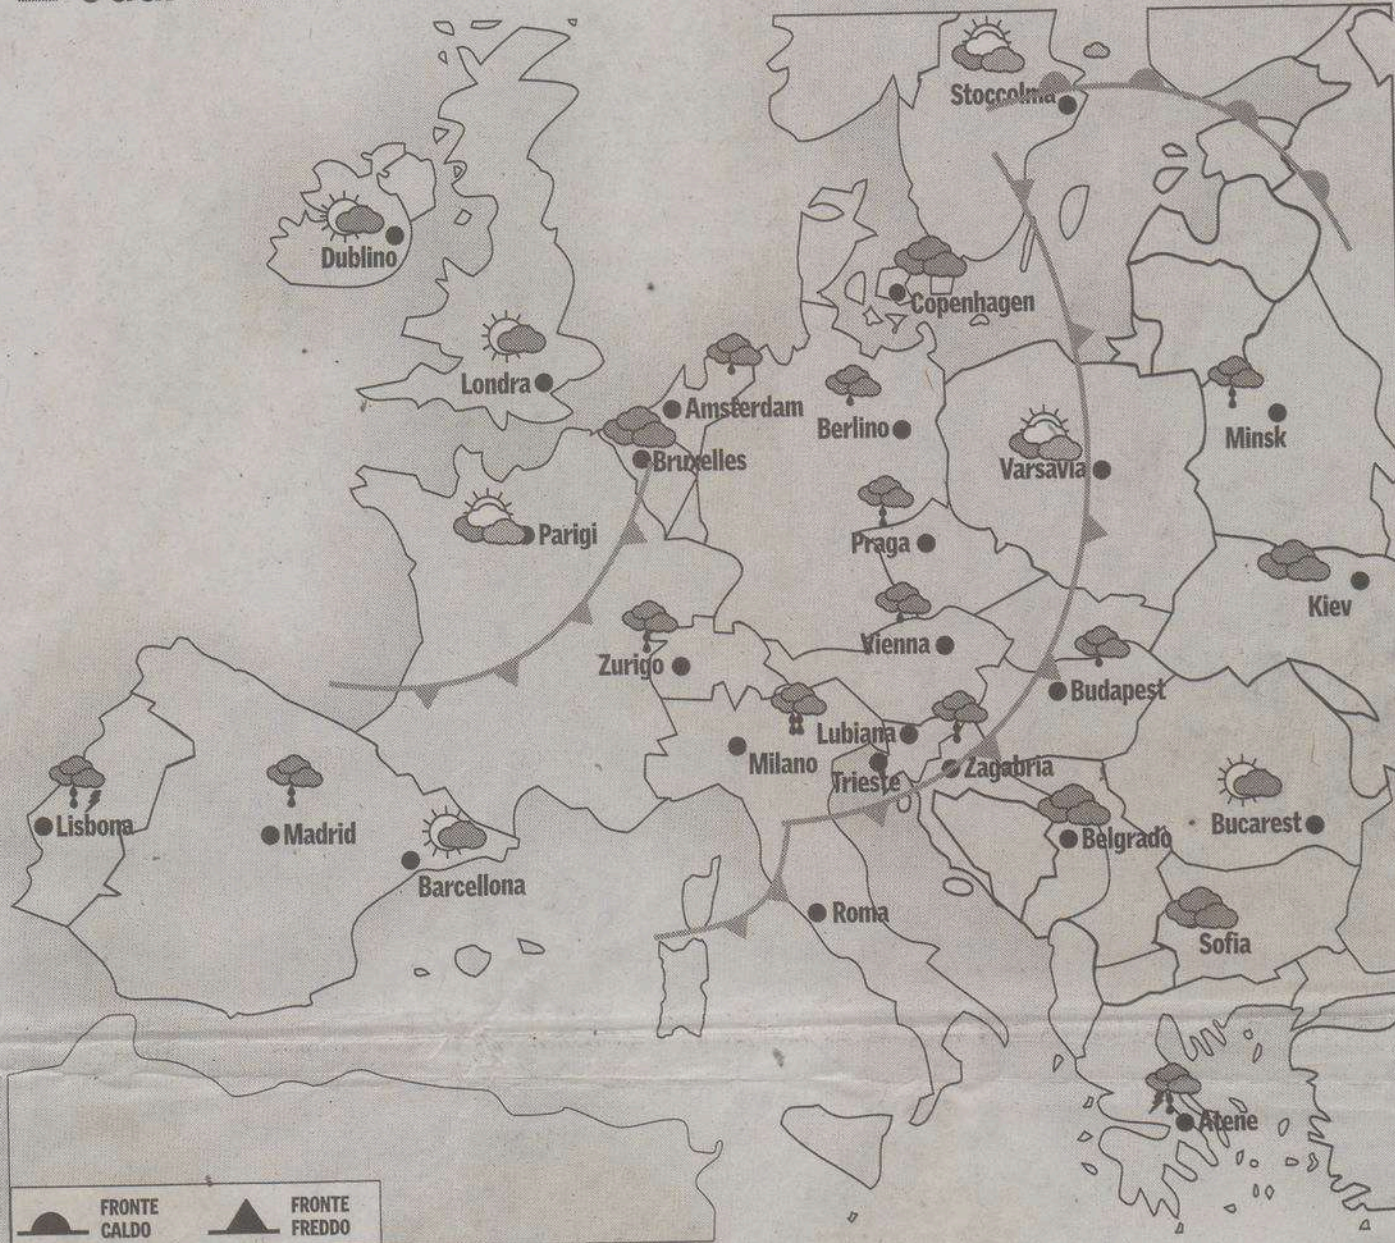 Stoccolma
Dublino
Copenhagen
Londra
Amsterdam
Berlino
Minsk
Bruxelles
Varsavia
Parigi
Praga
Kiev
Vienna
Zurigo
Budapest
Lubiana
Milano
Trieste
Zagabria
Lisbona
Madrid
Belgrado
Bucarest
Barcellona
Roma
Sofia
Atene
FRONTE
CALDO
FRONTE
FREDDO